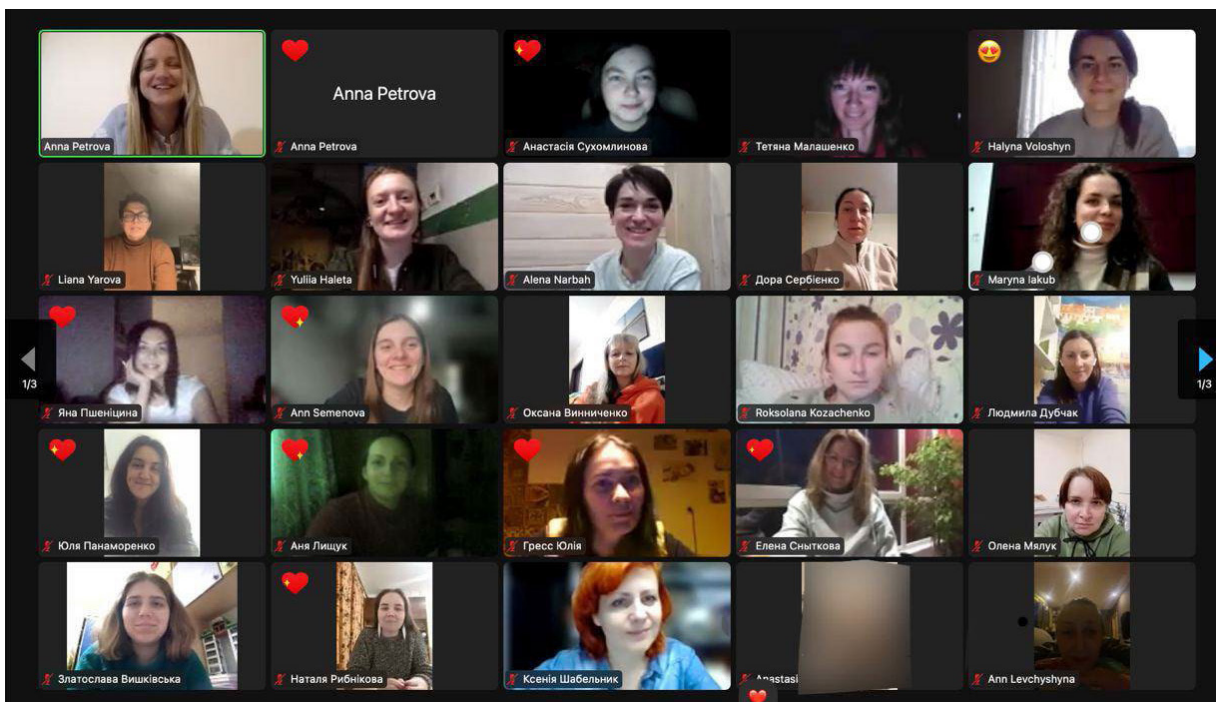 Anna Petrova
Anna Petrova
Anna Petrova
Анастасія Сухомлинова
Тетяна Малашенко
Halyna Voloshyn
Liana Yarova
Yuliia Haleta
Alena Narbah
Дора Сербієнко
Maryna Iakub
1/3
Яна Пшеніцина
Ann Semenova
Оксана Винниченко
Roksolana Kozachenko
Людмила Дубчак
1/3
Юля Панаморенко
Аня Лищук
Гресс Юлія
Елена Сныткова
Олена Мялук
Златослава Вишківська
Наталя Рибнікова
Ксенія Шабельник
Ann Levchyshyna